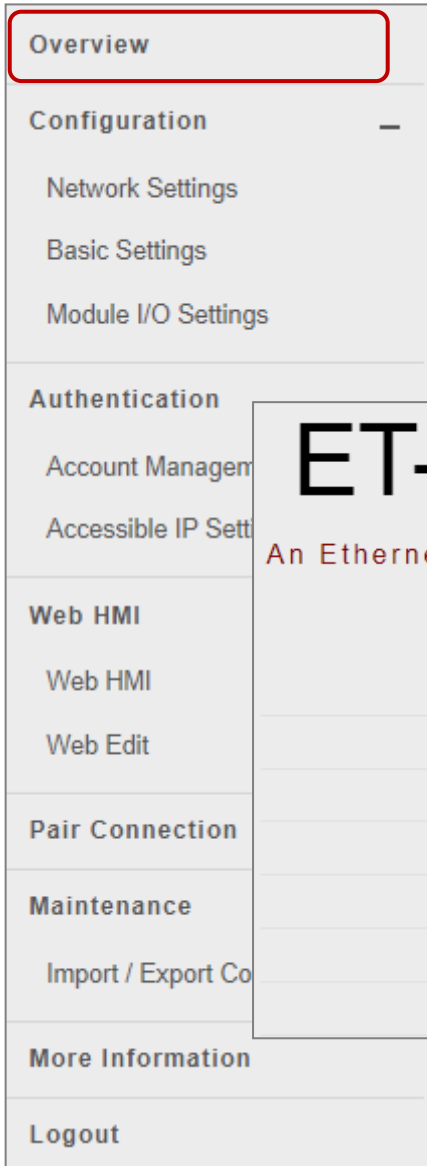 Overview
Configuration
Network Settings
Basic Settings
Module I/O Settings
Authentication
Account Managem
Accessible IP Setti
ET-
An Etherne
Web HMI
Web HMI
Web Edit
Pair Connection
Maintenance
Import / Export Co
More Information
Logout